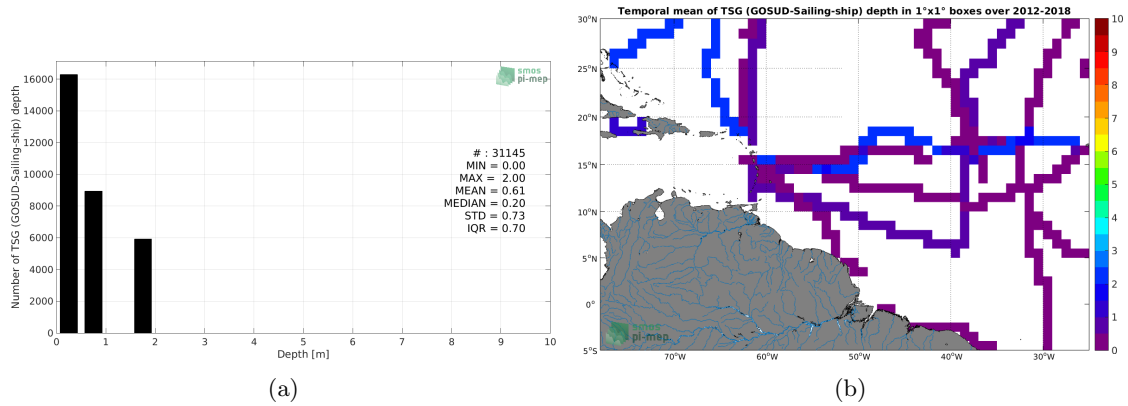 Temporal mean of TSG (GOSUD-Sailing-ship) depth in 1°x1° boxes over 2012-2018
Number of TSG (GOSUD-Sailing-ship) depth
16000
14000
12000
10000
8000
6000
4000
2000
0
smos
pi-mep
# : 31145
MIN = 0.00
MAX = 2.00
MEAN = 0.61
MEDIAN = 0.20
STD = 0.73
IQR = 0.70
0 1 2 3 4 5 6 7 8 9 10
Depth [m]
(a)
30°N
25°N
20°N
15°N
10°N
5°N
0°
5°S
70°W 60°W 50°W 40°W 30°W
smos
pi-mep
10
9
8
7
6
5
4
3
2
1
0
(b)